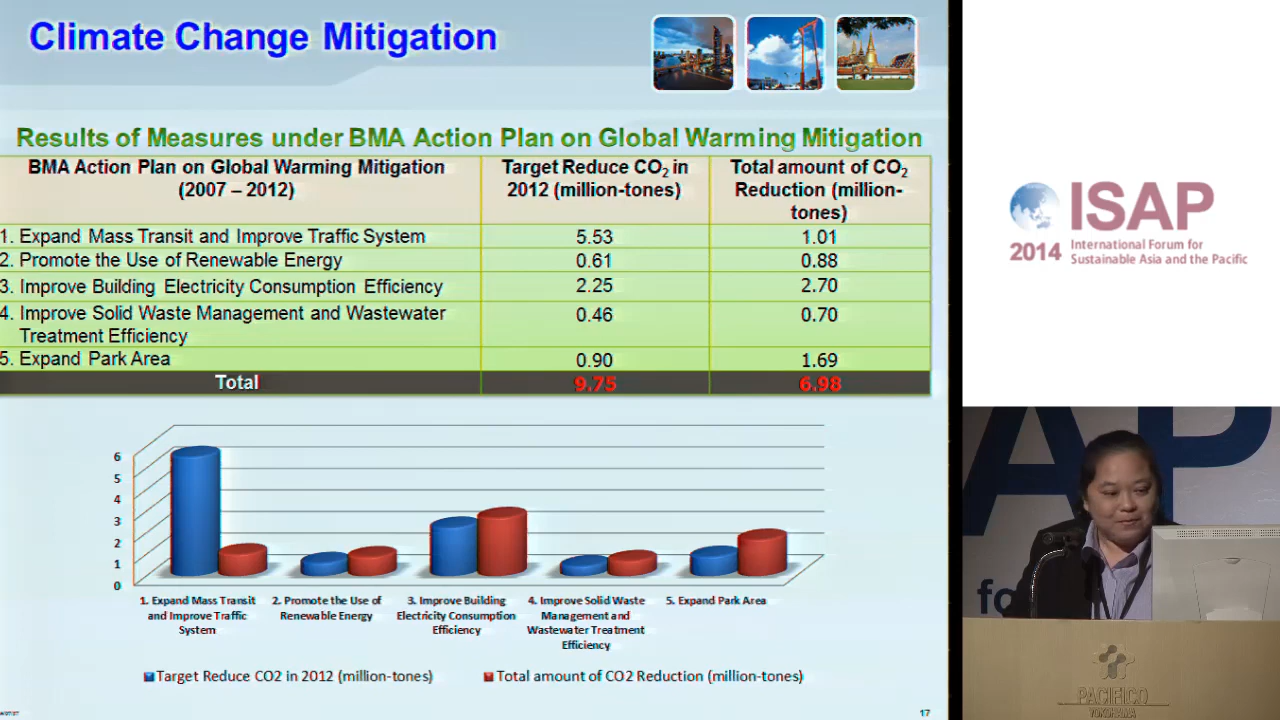 Climate Change Mitigation
Results of Measures under BMA Action Plan on Global Warming Mitigation
BMA Action Plan on Global Warming Mitigation
(2007 – 2012)
Target Reduce CO₂ in
2012 (million-tones)
Total amount of CO₂
Reduction (million-
tones)
1. Expand Mass Transit and Improve Traffic System 5.53 1.01
2. Promote the Use of Renewable Energy 0.61 0.88
3. Improve Building Electricity Consumption Efficiency 2.25 2.70
4. Improve Solid Waste Management and Wastewater 0.46 0.70
Treatment Efficiency
5. Expand Park Area 0.90 1.69
Total 9.75 6.98
6
5
4
3
2
1
0
1. Expand Mass Transit
and Improve Traffic
System
2. Promote the Use of
Renewable Energy
3. Improve Building
Electricity Consumption
Efficiency
4. Improve Solid Waste
Management and
Wastewater Treatment
Efficiency
5. Expand Park Area
Target Reduce CO2 in 2012 (million-tones)
Total amount of CO2 Reduction (million-tones)
17
ISAP
2014
International Forum for
Sustainable Asia and the Pacific
AP
fo
PACIFICO
YOKOHAMA